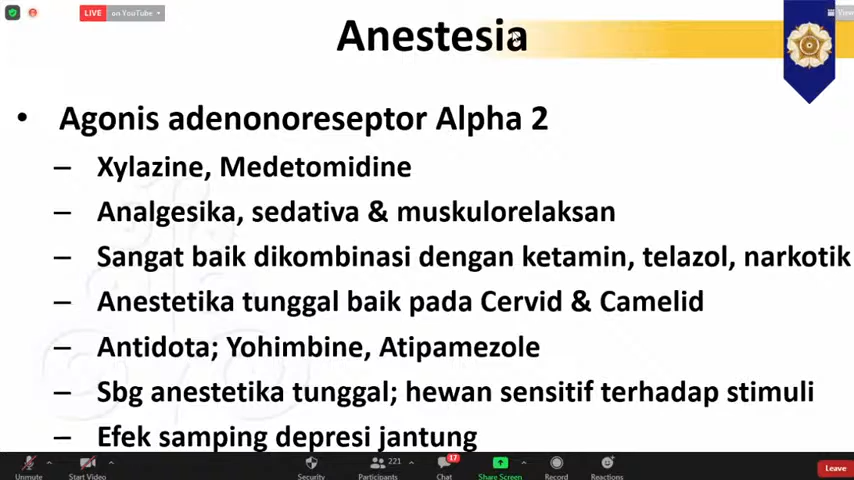 LIVE on YouTube
View
Anestesia
• Agonis adenonoreseptor Alpha 2
– Xylazine, Medetomidine
– Analgesika, sedativa & muskulorelaksan
– Sangat baik dikombinasi dengan ketamin, telazol, narkotik
– Anestetika tunggal baik pada Cervid & Camelid
– Antidota; Yohimbine, Atipamezole
– Sbg anestetika tunggal; hewan sensitif terhadap stimuli
– Efek samping depresi jantung
17
221
Unmute Start Video Security Participants Chat Share Screen Record Reactions Leave